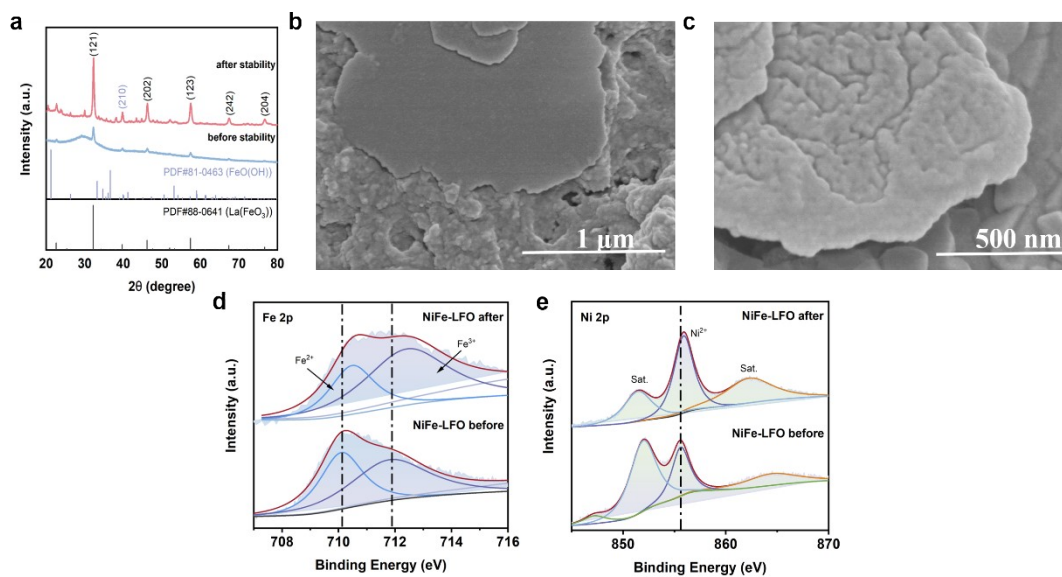 a
(121)
after stability
(210)
(202)
(123)
(242)
(204)
before stability
PDF#81-0463 (FeO(OH))
PDF#88-0641 (La(FeO₃))
Intensity (a.u.)
20 30 40 50 60 70 80
2θ (degree)
b
1 μm
c
500 nm
d
Fe 2p
NiFe-LFO after
Fe²⁺
Fe³⁺
NiFe-LFO before
Intensity (a.u.)
708 710 712 714 716
Binding Energy (eV)
e
Ni 2p
NiFe-LFO after
Ni²⁺
Sat.
Sat.
NiFe-LFO before
Intensity (a.u.)
850 860 870
Binding Energy (eV)